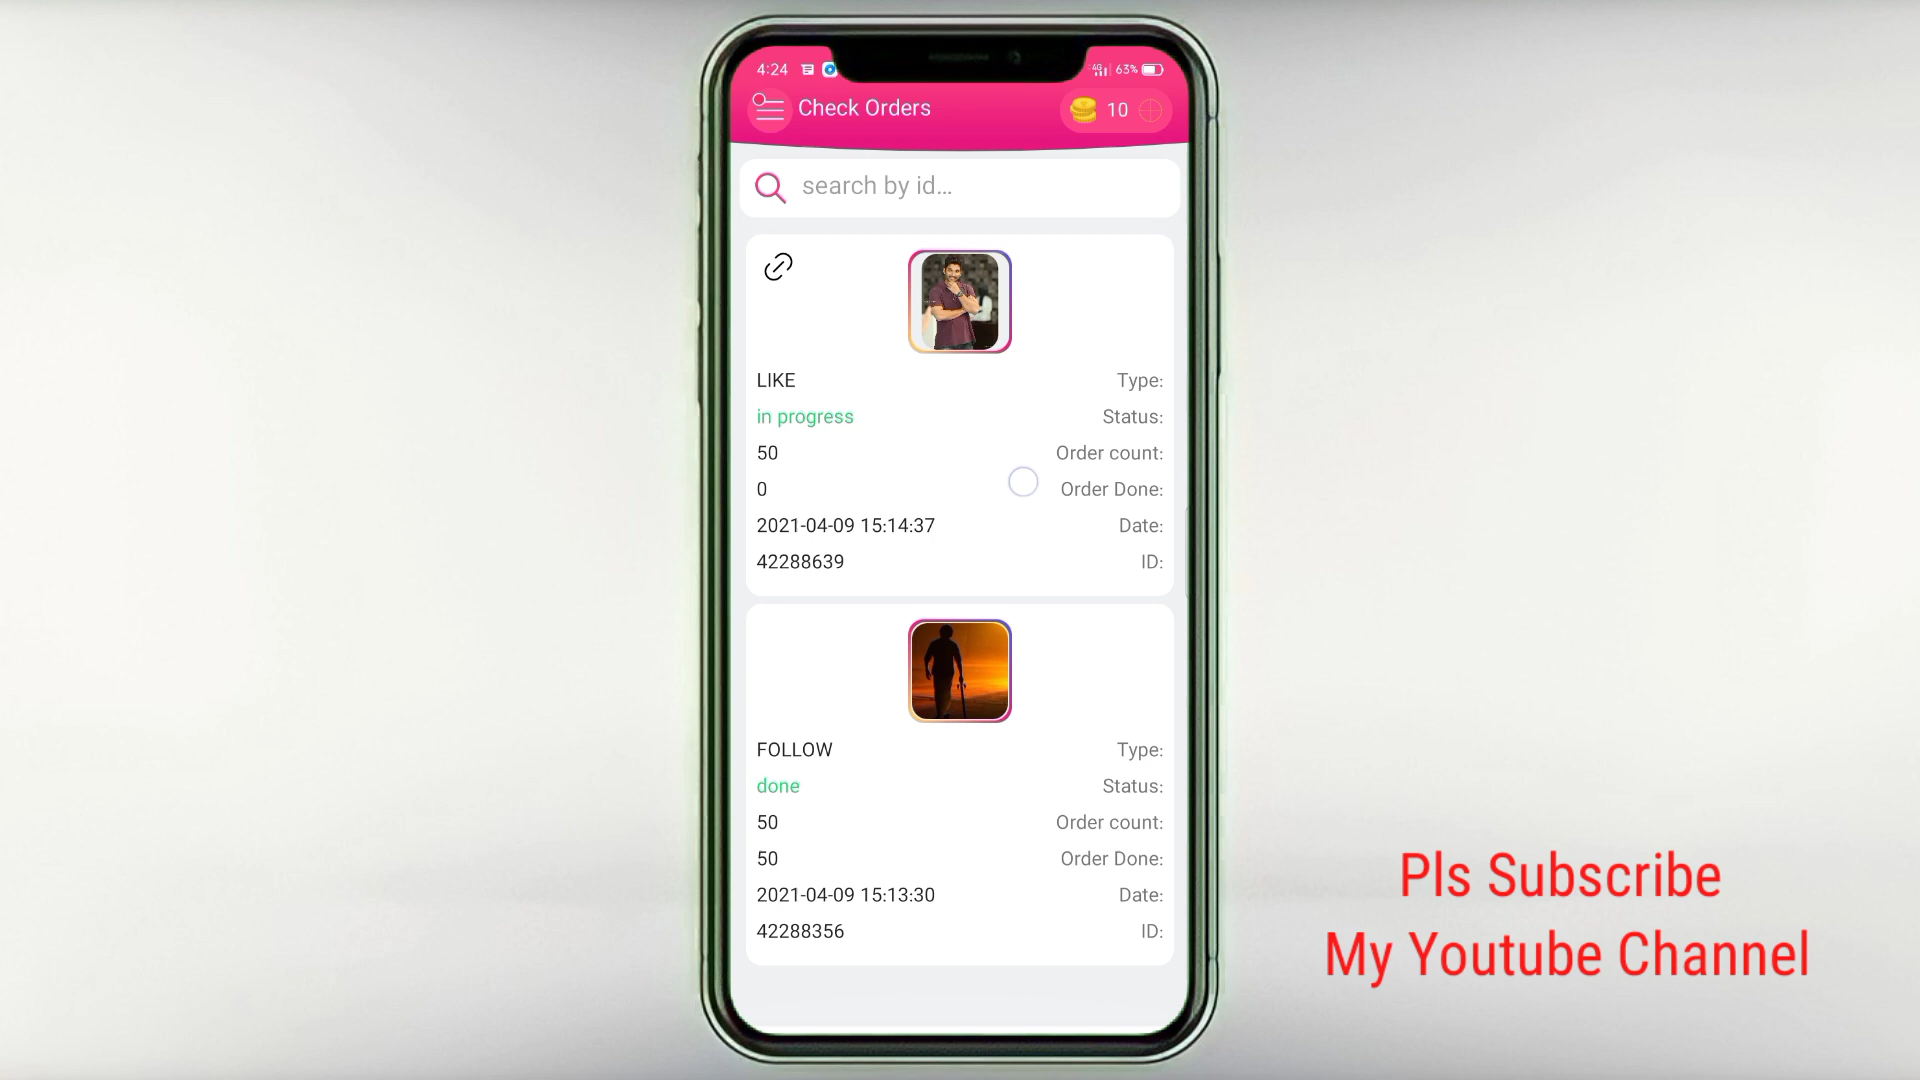 4:24 4G 63%
Check Orders 10
search by id...
LIKE Type:
in progress Status:
50 Order count:
0 Order Done:
2021-04-09 15:14:37 Date:
42288639 ID:
FOLLOW Type:
done Status:
50 Order count:
50 Order Done:
2021-04-09 15:13:30 Date:
42288356 ID:
Pls Subscribe
My Youtube Channel